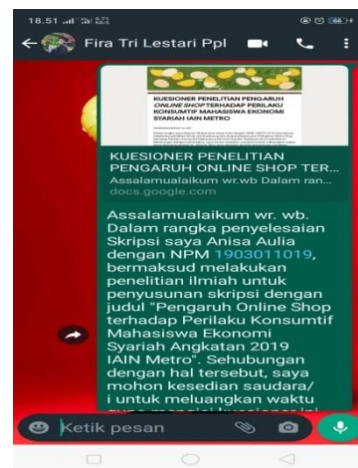 18.51
66
Fira Tri Lestari Ppl
KUESIONER PENELITIAN PENGARUH
ONLINE SHOP TERHADAP PERILAKU
KONSUMTIF MAHASISWA EKONOMI
SYARIAH IAIN METRO
KUESIONER PENELITIAN
PENGARUH ONLINE SHOP TER...
Assalamualaikum wr.wb Dalam ran...
docs.google.com
Assalamualaikum wr. wb.
Dalam rangka penyelesaian
Skripsi saya Anisa Aulia
dengan NPM 1903011019,
bermaksud melakukan
penelitian ilmiah untuk
penyusunan skripsi dengan
judul "Pengaruh Online Shop
terhadap Perilaku Konsumtif
Mahasiswa Ekonomi
Syariah Angkatan 2019
IAIN Metro". Sehubungan
dengan hal tersebut, saya
mohon kesedian saudara/
i untuk meluangkan waktu
Ketik pesan